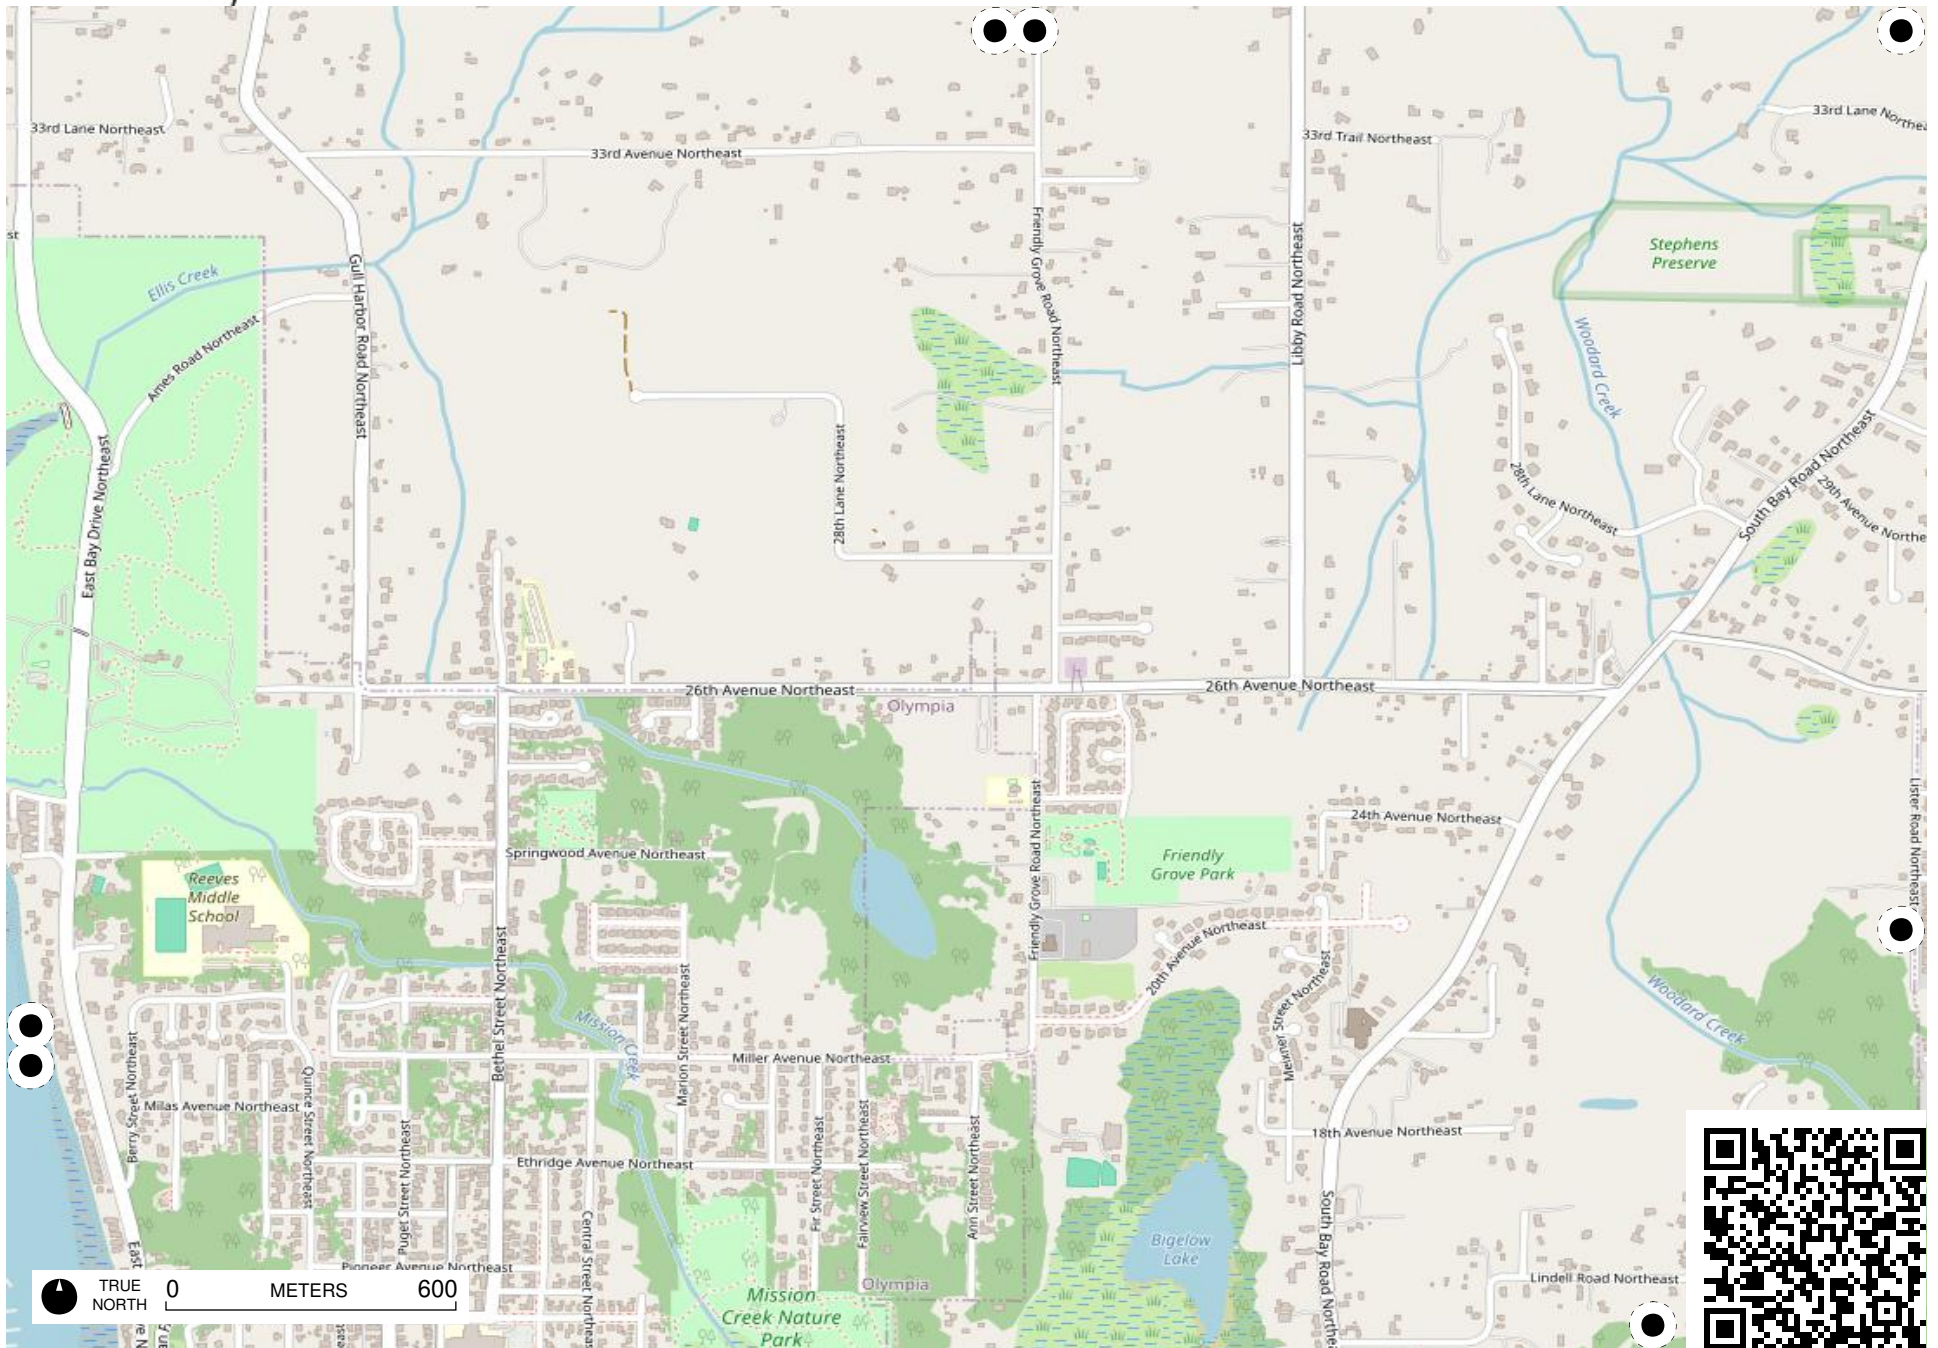 33rd Lane Northeast
33rd Avenue Northeast
33rd Trail Northeast
33rd Lane Northea
st
Ellis Creek
Gull Harbor Road Northeast
Friendly Grove Road Northeast
Libby Road Northeast
Stephens
Preserve
Ames Road Northeast
Woodard Creek
East Bay Drive Northeast
28th Lane Northeast
28th Lane Northeast
South Bay Road Northeast
29th Avenue Northe
26th Avenue Northeast
26th Avenue Northeast
Olympia
Friendly Grove Road Northeast
24th Avenue Northeast
Lister Road Northeast
Springwood Avenue Northeast
Friendly
Grove Park
Reeves
Middle
School
20th Avenue Northeast
Bethel Street Northeast
Marion Street Northeast
Mission Creek
Woodard Creek
Berry Street Northeast
Quince Street Northeast
Miller Avenue Northeast
Milas Avenue Northeast
Puget Street Northeast
Fir Street Northeast
Fairview Street Northeast
Ann Street Northeast
18th Avenue Northeast
Ethridge Avenue Northeast
Central Street Northeas
South Bay Road Northea
Bigelow
Lake
East
Pioneer Avenue Northeast
Lindell Road Northeast
Olympia
Mission
Creek Nature
Park
TRUE
NORTH
0 METERS 600